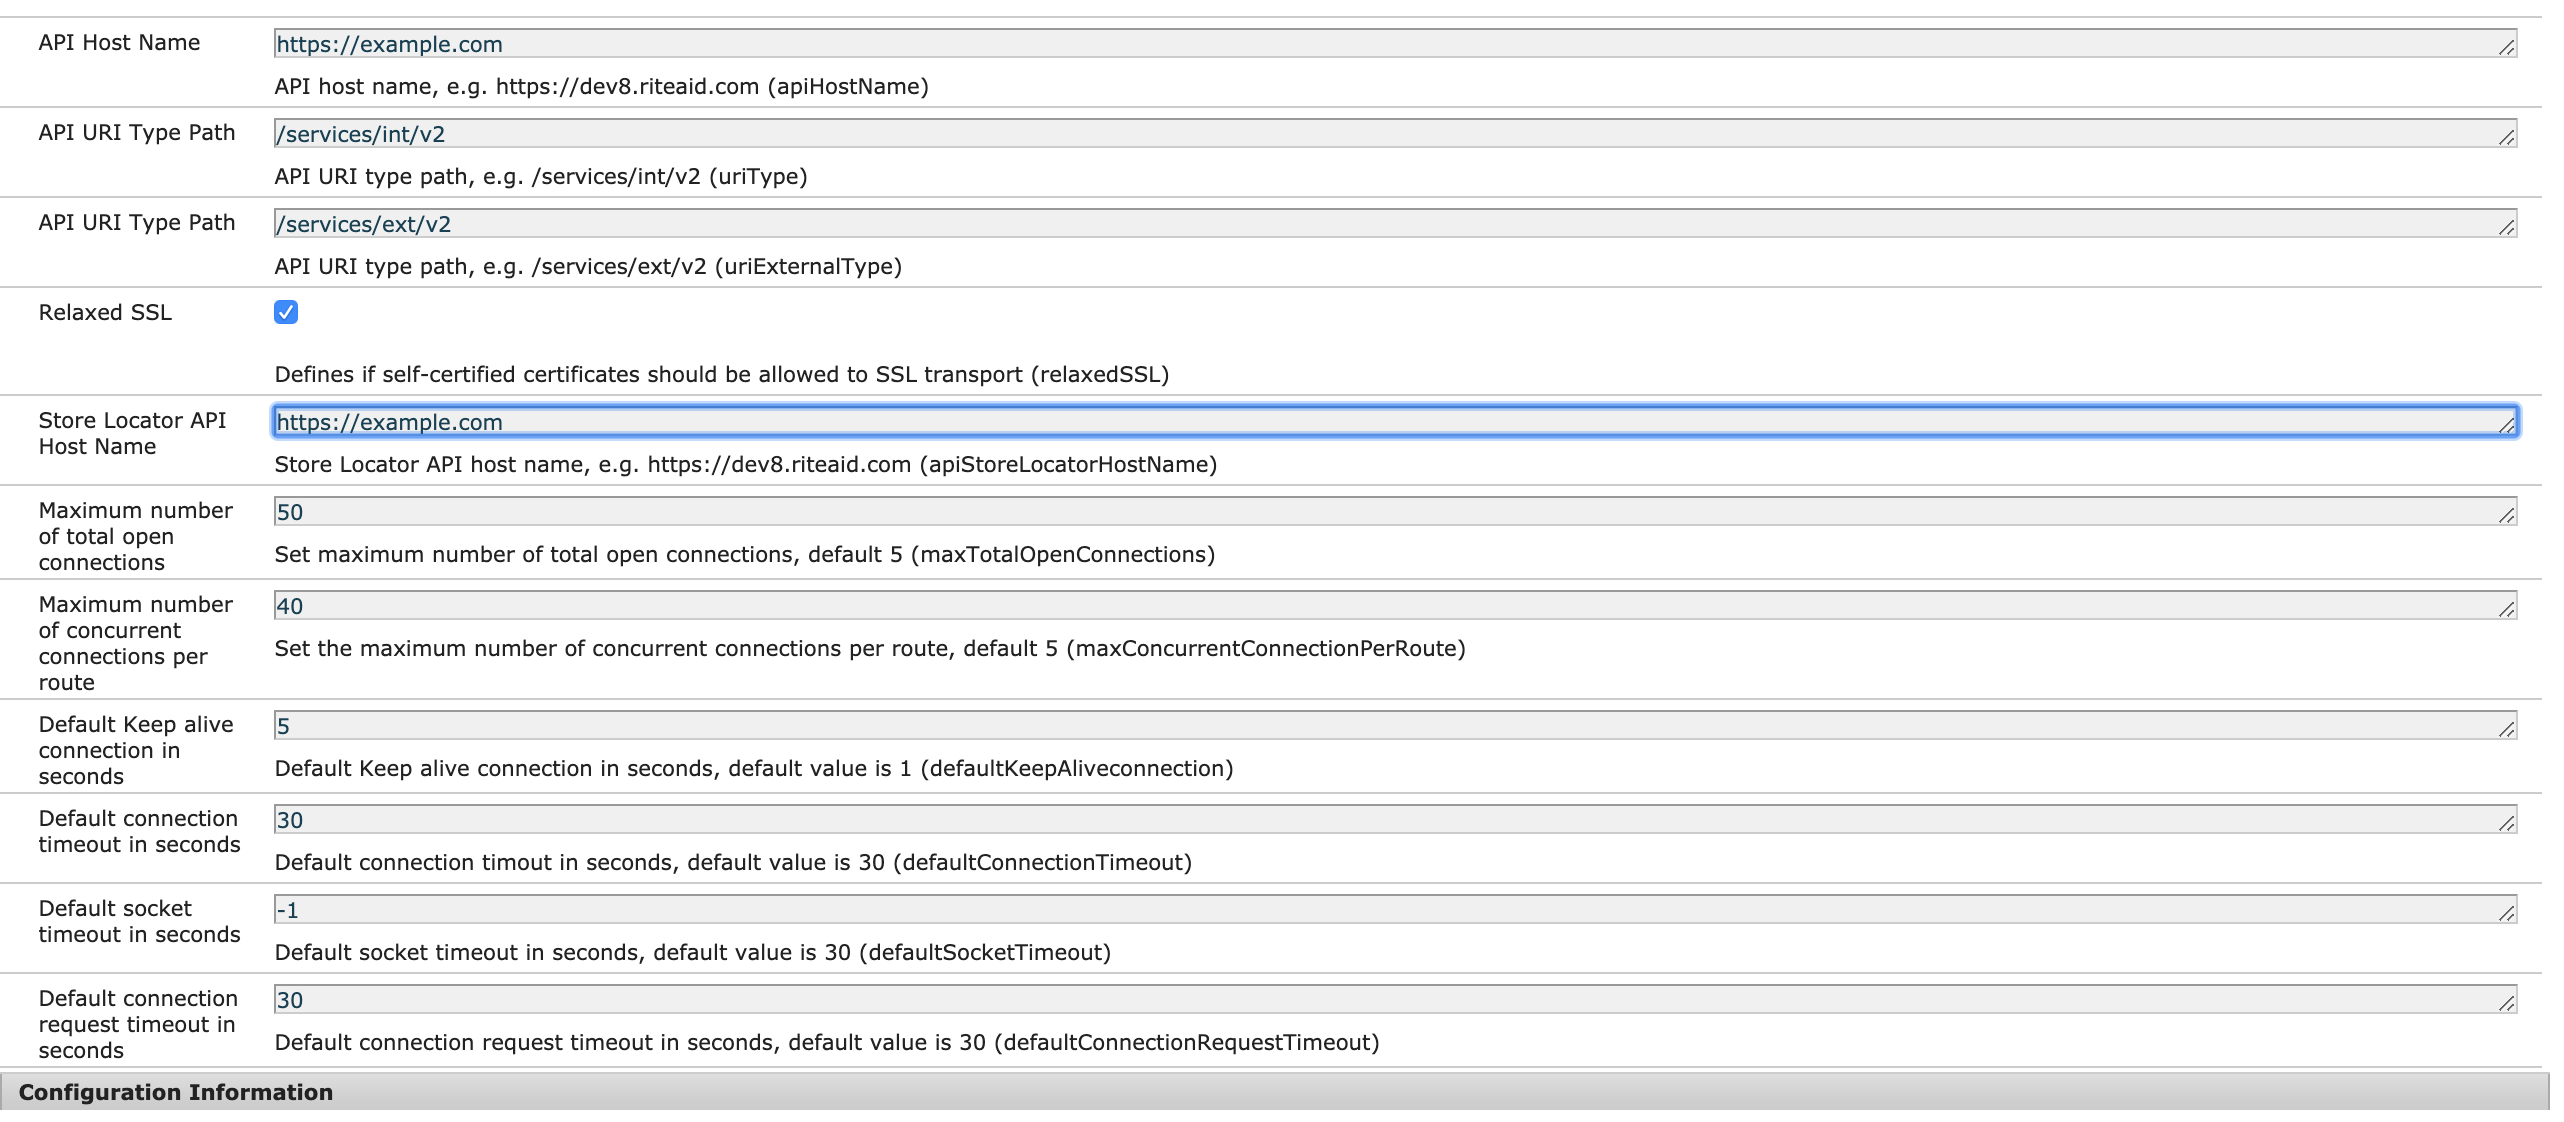 API Host Name
https://example.com
API host name, e.g. https://dev8.riteaid.com (apiHostName)
API URI Type Path
/services/int/v2
API URI type path, e.g. /services/int/v2 (uriType)
API URI Type Path
/services/ext/v2
API URI type path, e.g. /services/ext/v2 (uriExternalType)
Relaxed SSL
Defines if self-certified certificates should be allowed to SSL transport (relaxedSSL)
Store Locator API
Host Name
https://example.com
Store Locator API host name, e.g. https://dev8.riteaid.com (apiStoreLocatorHostName)
Maximum number
of total open
connections
50
Set maximum number of total open connections, default 5 (maxTotalOpenConnections)
Maximum number
of concurrent
connections per
route
40
Set the maximum number of concurrent connections per route, default 5 (maxConcurrentConnectionPerRoute)
Default Keep alive
connection in
seconds
5
Default Keep alive connection in seconds, default value is 1 (defaultKeepAliveconnection)
Default connection
timeout in seconds
30
Default connection timout in seconds, default value is 30 (defaultConnectionTimeout)
Default socket
timeout in seconds
-1
Default socket timeout in seconds, default value is 30 (defaultSocketTimeout)
Default connection
request timeout in
seconds
30
Default connection request timeout in seconds, default value is 30 (defaultConnectionRequestTimeout)
Configuration Information